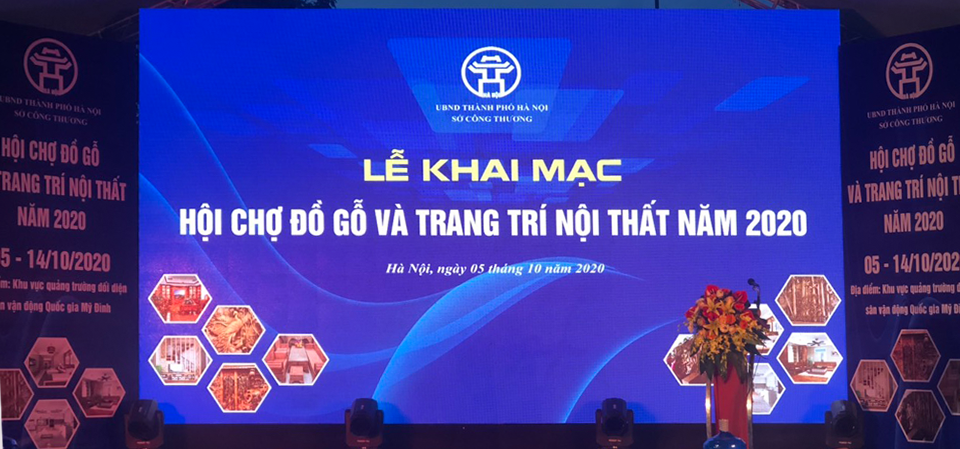 HÀ NỘI
UBND THÀNH PHỐ HÀ NỘI
SỞ CÔNG THƯƠNG
LỄ KHAI MẠC
HỘI CHỢ ĐỒ GỖ VÀ TRANG TRÍ NỘI THẤT NĂM 2020
Hà Nội, ngày 05 tháng 10 năm 2020
UBND THÀNH PHỐ HÀ NỘI
SỞ CÔNG THƯƠNG
HỘI CHỢ ĐỒ GỖ
TRANG TRÍ NỘI THẤT
NĂM 2020
05 - 14/10/2020
điểm: Khu vực quảng trường đối diện
sân vận động Quốc gia Mỹ Đình
UBND THÀNH PHỐ HÀ NỘI
SỞ CÔNG THƯƠNG
HỘI CHỢ ĐỒ GỖ
VÀ TRANG TRÍ NỘI
NĂM 2020
05 - 14/10/2020
Địa điểm: Khu vực quảng trường
sân vận động Quốc gia Mỹ